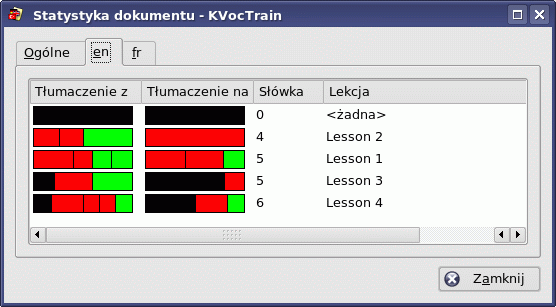 Statystyka dokumentu - KVocTrain
Ogólne en fr
Tłumaczenie z Tłumaczenie na Słówka Lekcja
0 <żadna>
4 Lesson 2
5 Lesson 1
5 Lesson 3
6 Lesson 4
Zamknij